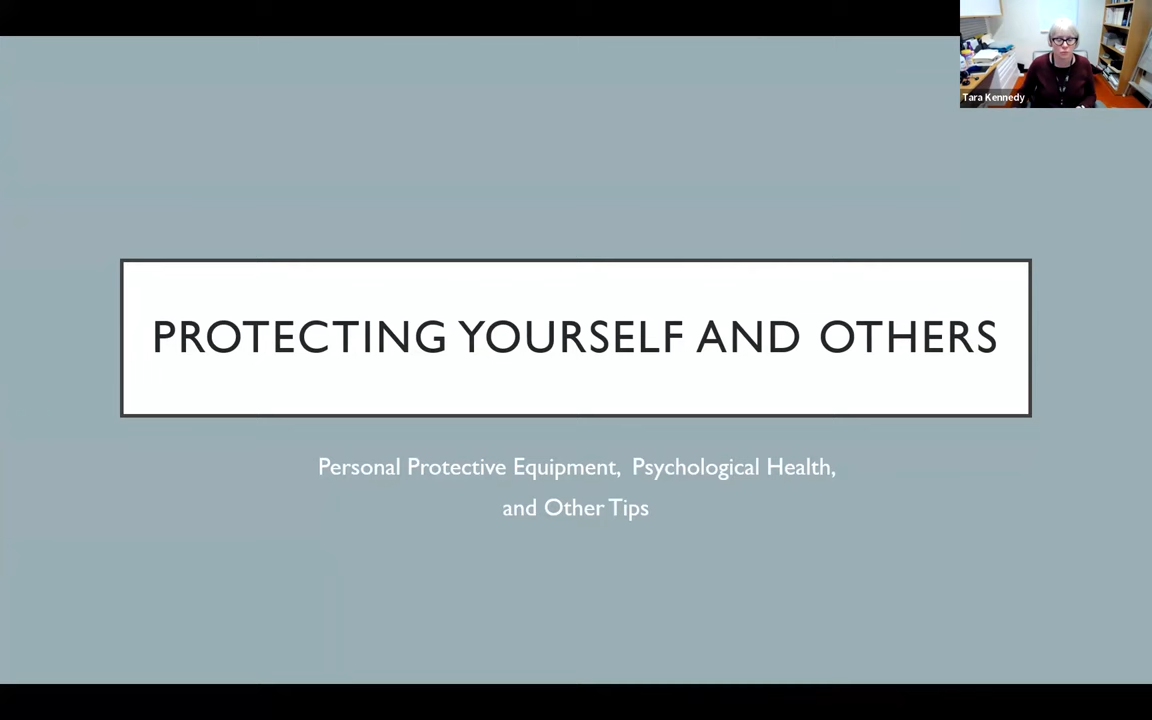 Tara Kennedy
PROTECTING YOURSELF AND OTHERS
Personal Protective Equipment, Psychological Health,
and Other Tips